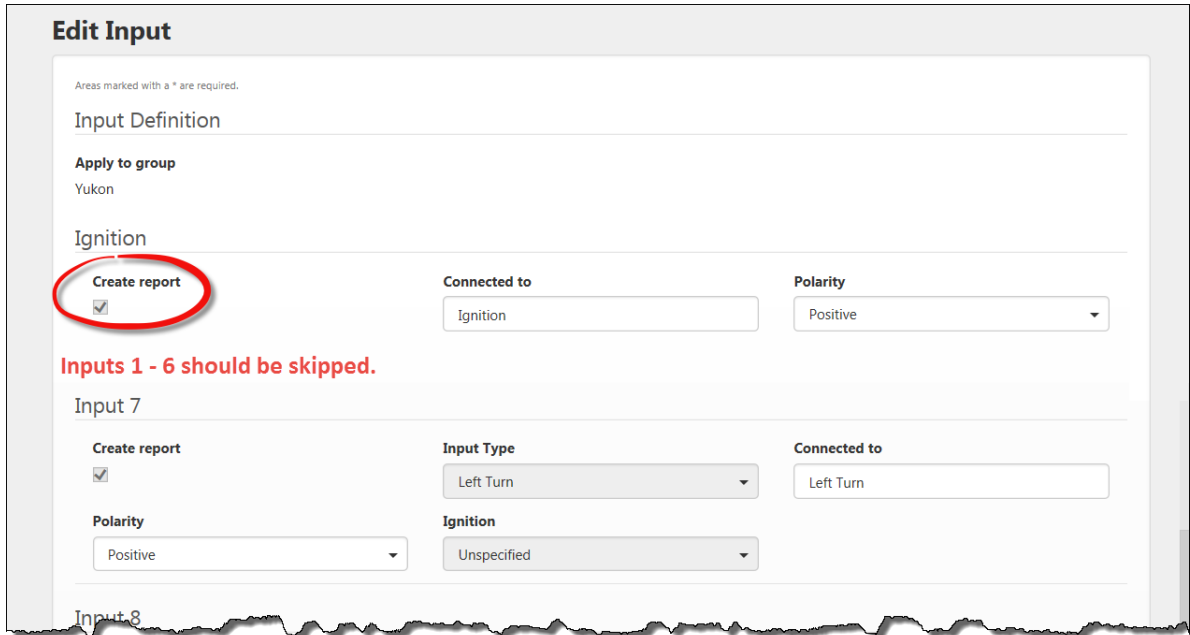 Edit Input
Areas marked with a * are required.
Input Definition
Apply to group
Yukon
Ignition
Create report
Connected to
Polarity
Ignition
Positive
Inputs 1 - 6 should be skipped.
Input 7
Create report
Input Type
Connected to
Left Turn
Left Turn
Polarity
Ignition
Positive
Unspecified
Input 8